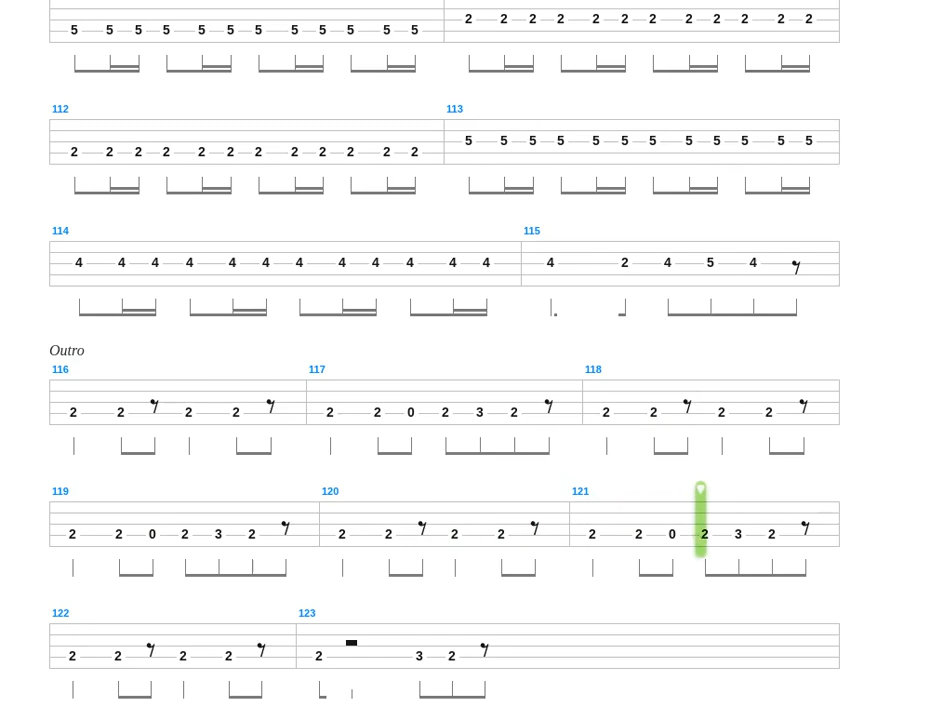 5 5 5 5 5 5 5 5 5 5 5 5 2 2 2 2 2 2 2 2 2 2 2 2
112 113
2 2 2 2 2 2 2 2 2 2 2 2 5 5 5 5 5 5 5 5 5 5 5 5
114 115
4 4 4 4 4 4 4 4 4 4 4 4 4 2 4 5 4
Outro
116 117 118
2 2 2 2 2 2 0 2 3 2 2 2 2 2
119 120 121
2 2 0 2 3 2 2 2 2 2 2 2 0 2 3 2
122 123
2 2 2 2 2 3 2